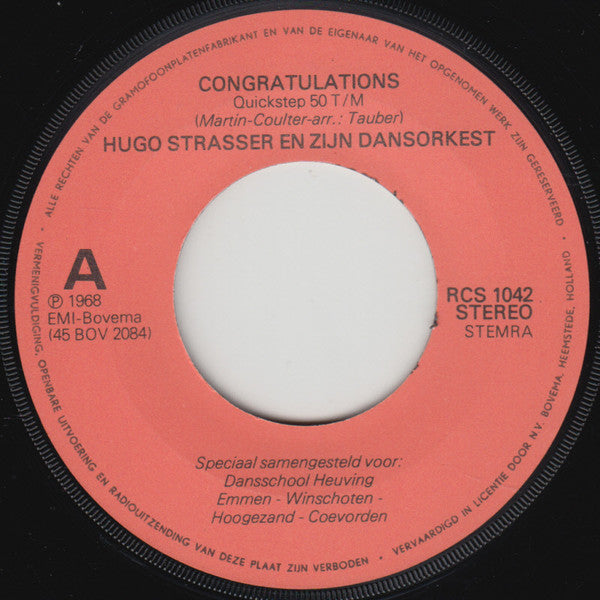 ALLE RECHTEN VAN DE GRAMOFOONPLATENFABRIKANT EN VAN DE EIGENAAR VAN HET OPGENOMEN WERK ZIJN GERESERVEERD ·
CONGRATULATIONS
Quickstep 50 T/M
(Martin-Coulter-arr.: Tauber)
HUGO STRASSER EN ZIJN DANSORKEST
A
℗ 1968
EMI-Bovema
(45 BOV 2084)
RCS 1042
STEREO
STEMRA
Speciaal samengesteld voor:
Dansschool Heuving
Emmen - Winschoten -
Hoogezand - Coevorden
· VERMENIGVULDIGING, OPENBARE UITVOERING EN RADIOUITZENDING VAN DEZE PLAAT ZIJN VERBODEN · VERVAARDIGD IN LICENTIE DOOR N.V. BOVEMA, HEEMSTEDE, HOLLAND ·